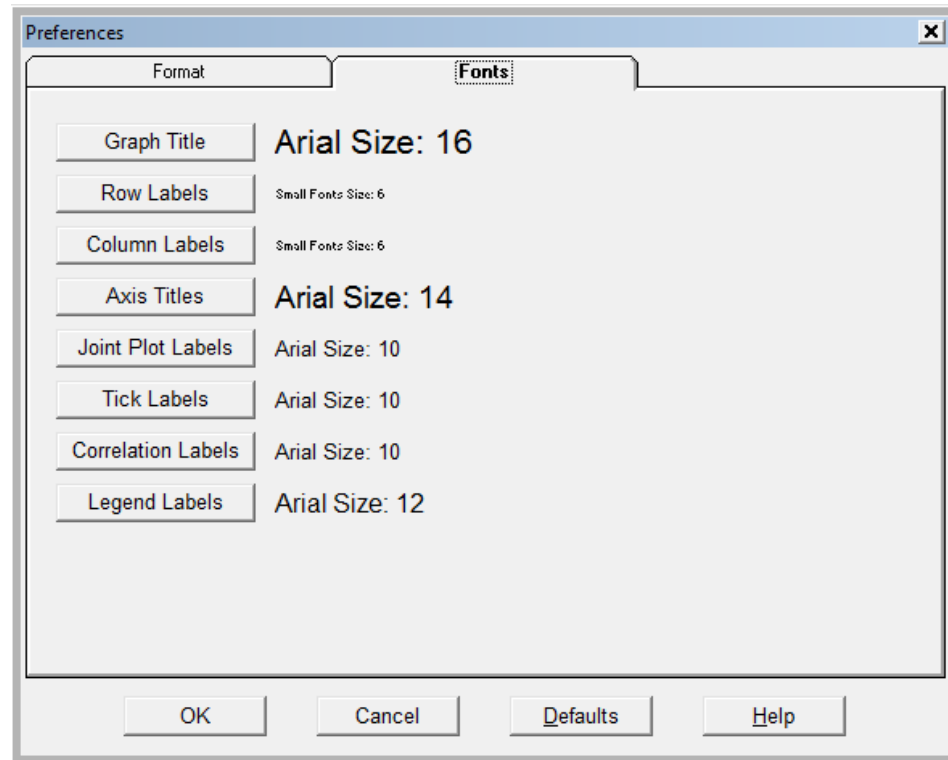 Preferences
Format Fonts
Graph Title Arial Size: 16
Row Labels Small Fonts Size: 6
Column Labels Small Fonts Size: 6
Axis Titles Arial Size: 14
Joint Plot Labels Arial Size: 10
Tick Labels Arial Size: 10
Correlation Labels Arial Size: 10
Legend Labels Arial Size: 12
OK Cancel Defaults Help